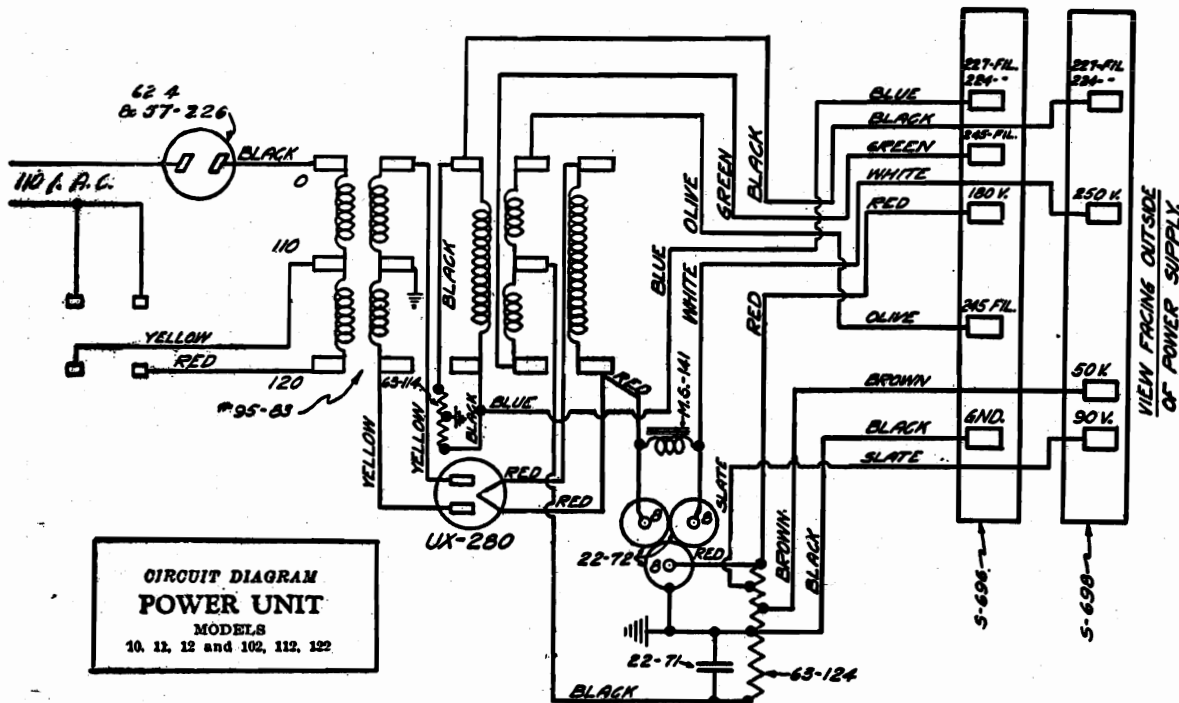 62 4
& 57-226
110 V. A.C.
BLACK
0
110
YELLOW
RED
120
#95-83
YELLOW
YELLOW
63-114
BLACK
BLACK
BLUE
RED
RED
UX-280
RED
M.S.-141
OLIVE
GREEN
BLACK
BLUE
WHITE
RED
SLATE
BROWN
BLACK
B
B
B
22-72
RED
22-71
63-124
BLACK
BLUE
BLACK
GREEN
WHITE
RED
OLIVE
BROWN
BLACK
SLATE
227-FIL.
224- "
245-FIL.
180 V.
245 FIL.
GND.
S-696
227-FIL
224- "
250 V.
50 V.
90 V.
S-698
VIEW FACING OUTSIDE
OF POWER SUPPLY.
CIRCUIT DIAGRAM
POWER UNIT
MODELS
10, 11, 12 and 102, 112, 122